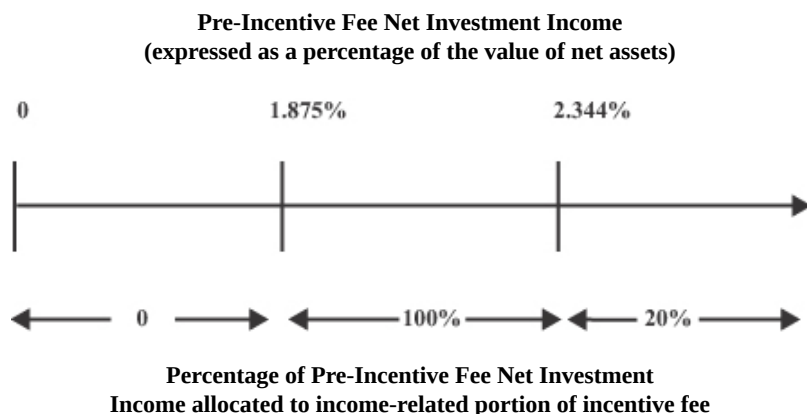 Pre-Incentive Fee Net Investment Income
(expressed as a percentage of the value of net assets)
0 1.875% 2.344%
0 100% 20%
Percentage of Pre-Incentive Fee Net Investment
Income allocated to income-related portion of incentive fee